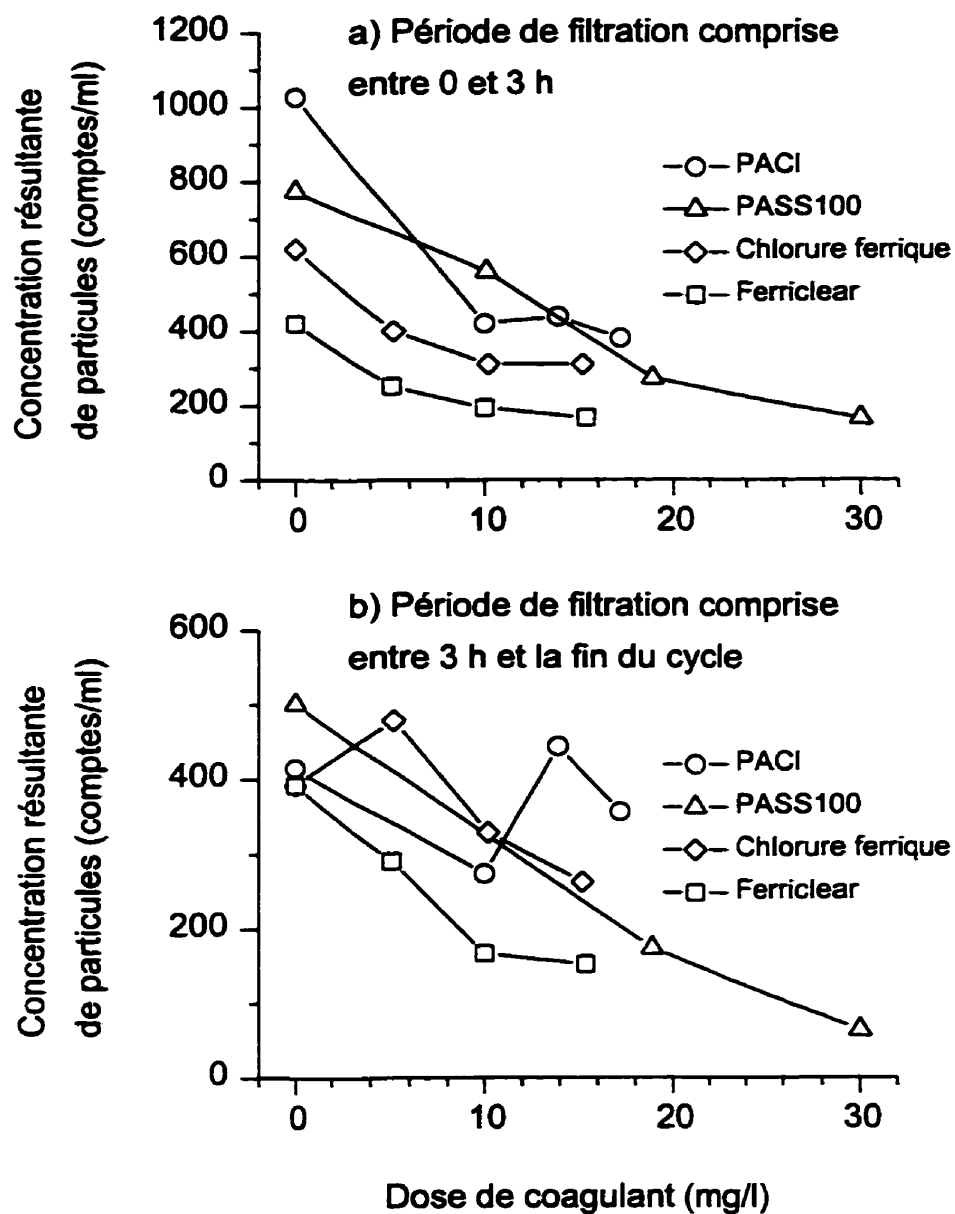 a) Période de filtration comprise
entre 0 et 3 h
Concentration résultante
de particules (comptes/ml)
1200
1000
800
600
400
200
0
PACl
PASS100
Chlorure ferrique
Ferriclear
0 10 20 30
b) Période de filtration comprise
entre 3 h et la fin du cycle
Concentration résultante
de particules (comptes/ml)
600
400
200
0
PACl
PASS100
Chlorure ferrique
Ferriclear
0 10 20 30
Dose de coagulant (mg/l)